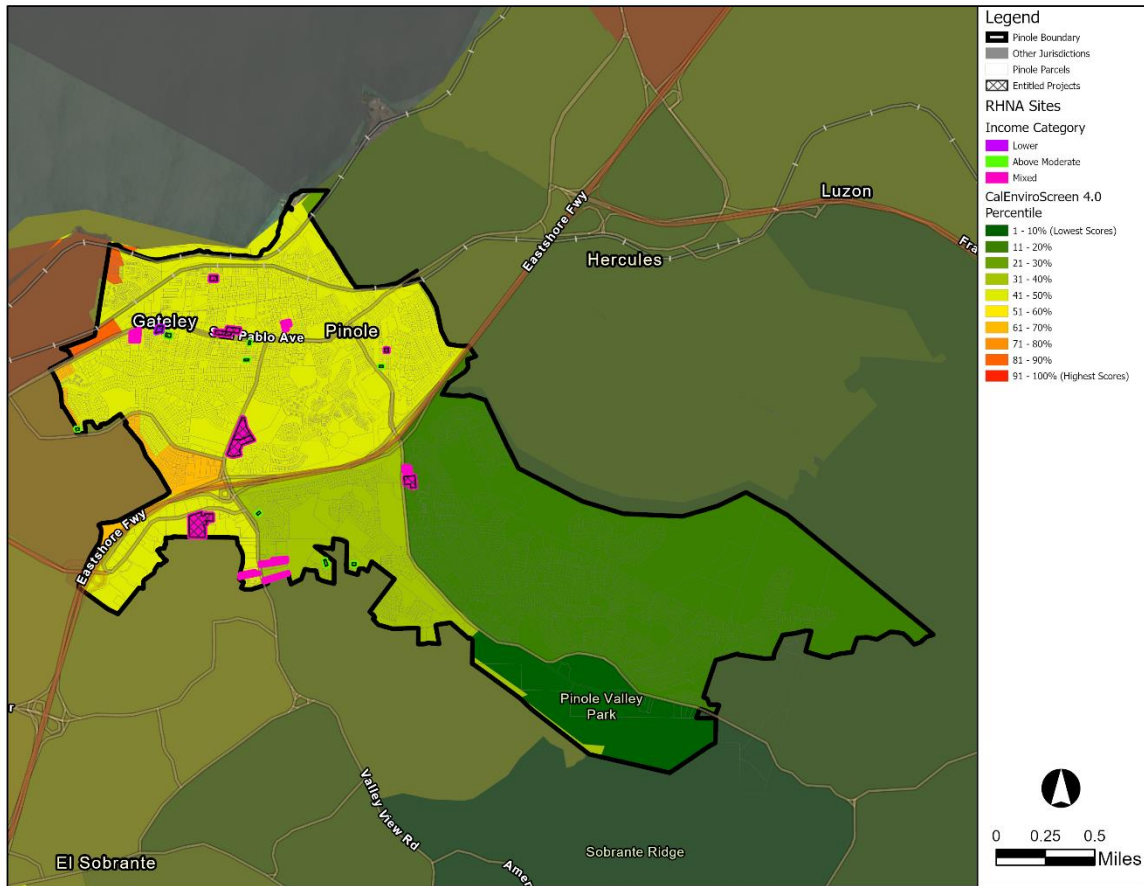 Legend
Pinole Boundary
Other Jurisdictions
Pinole Parcels
Entitled Projects
RHNA Sites
Income Category
Lower
Above Moderate
Mixed
CalEnviroScreen 4.0
Percentile
1 - 10% (Lowest Scores)
11 - 20%
21 - 30%
31 - 40%
41 - 50%
51 - 60%
61 - 70%
71 - 80%
81 - 90%
91 - 100% (Highest Scores)
Luzon
Eastshore Fwy
Fra
Hercules
Gateley
Pablo Ave
Pinole
Eastshore Fwy
Pinole Valley
Park
r
Valley View Rd
El Sobrante
Amer
Sobrante Ridge
0 0.25 0.5
Miles